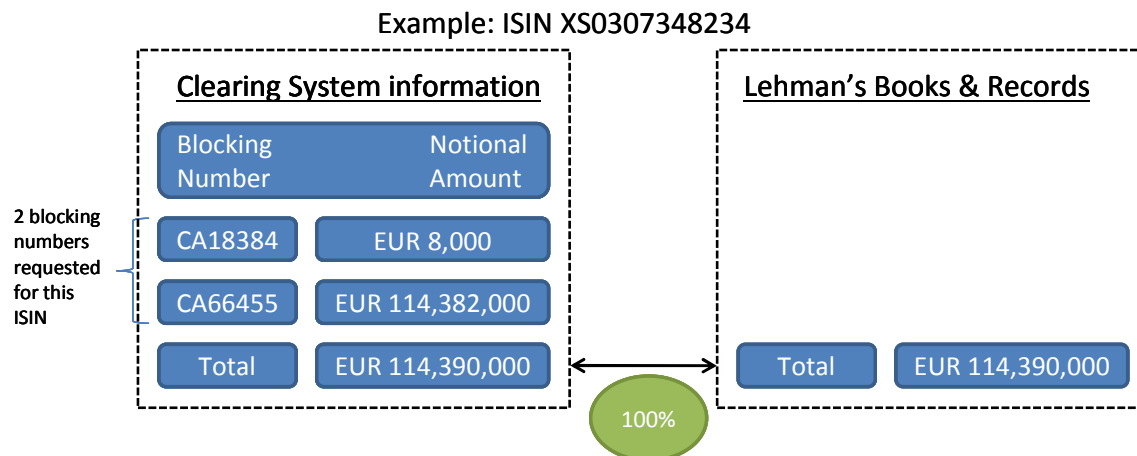 Example: ISIN XS0307348234
Clearing System information
Blocking Notional
Number Amount
2 blocking
numbers
requested
for this
ISIN
CA18384 EUR 8,000
CA66455 EUR 114,382,000
Total EUR 114,390,000
100%
Lehman's Books & Records
Total EUR 114,390,000